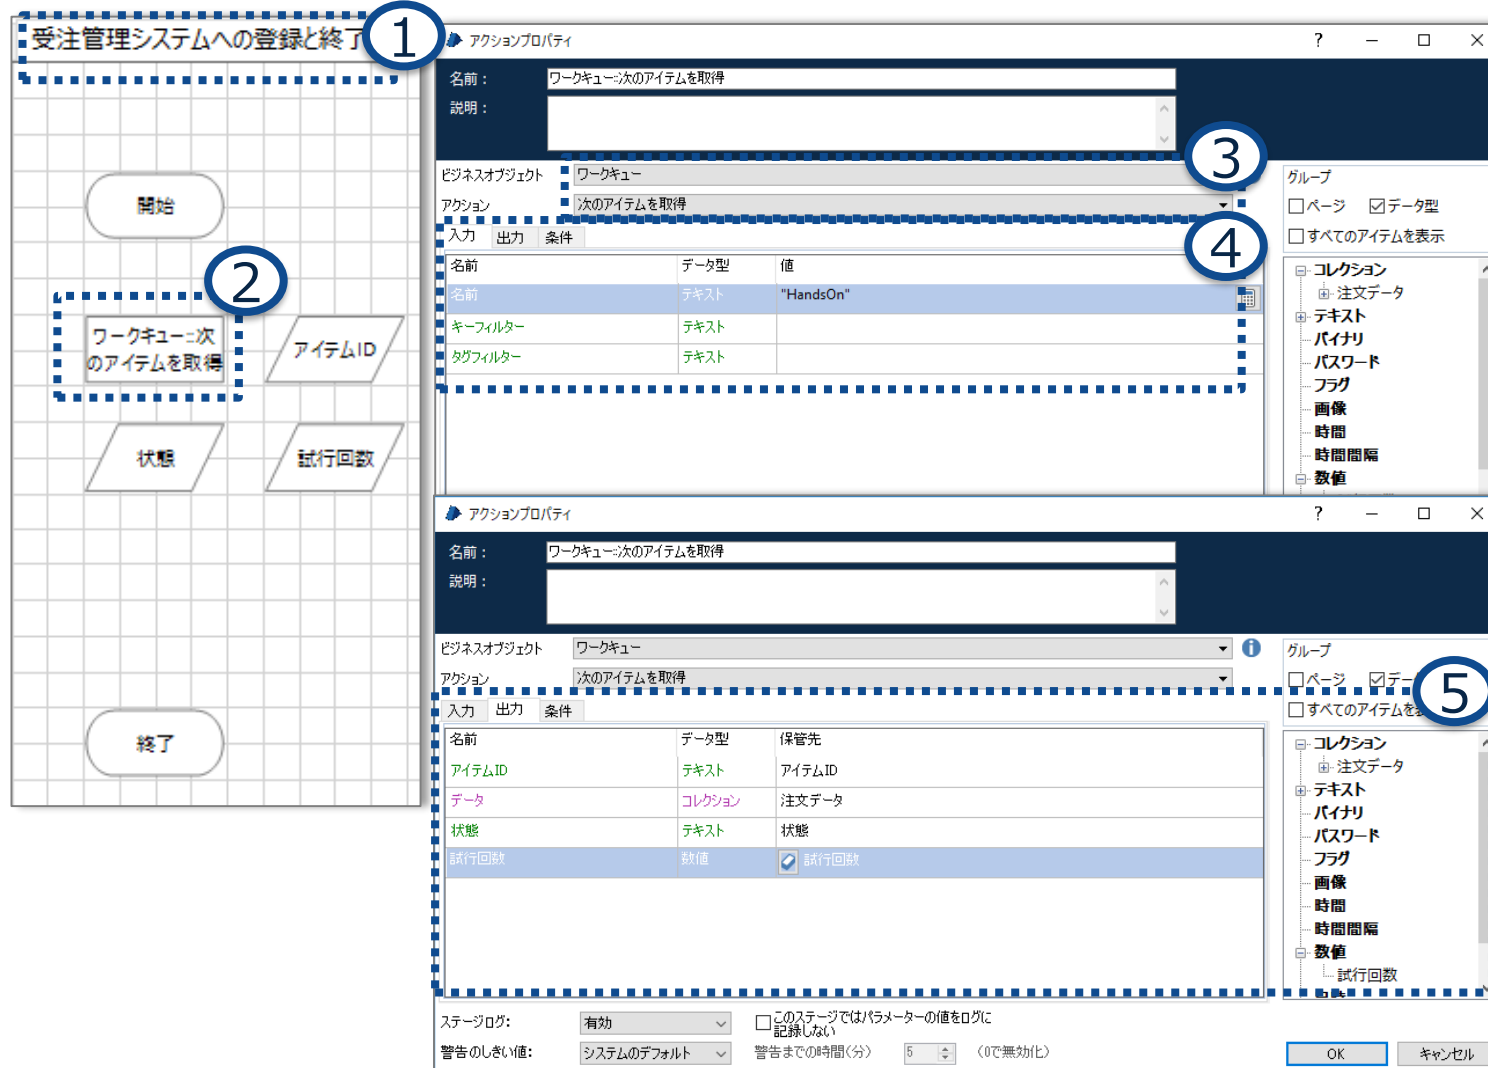 受注管理システムへの登録と終了
1
開始
2
ワークキュー::次
のアイテムを取得
アイテムID
状態
試行回数
終了
アクションプロパティ
?
名前：
ワークキュー::次のアイテムを取得
説明：
3
ビジネスオブジェクト
ワークキュー
アクション
次のアイテムを取得
4
入力 出力 条件
名前 データ型 値
名前 テキスト "HandsOn"
キーフィルター テキスト
タグフィルター テキスト
グループ
ページ データ型
すべてのアイテムを表示
コレクション
注文データ
テキスト
バイナリ
パスワード
フラグ
画像
時間
時間間隔
数値
アクションプロパティ
?
名前：
ワークキュー::次のアイテムを取得
説明：
ビジネスオブジェクト
ワークキュー
アクション
次のアイテムを取得
5
入力 出力 条件
名前 データ型 保管先
アイテムID テキスト アイテムID
データ コレクション 注文データ
状態 テキスト 状態
試行回数 数値 試行回数
グループ
ページ デー
すべてのアイテムを
コレクション
注文データ
テキスト
バイナリ
パスワード
フラグ
画像
時間
時間間隔
数値
試行回数
ステージログ: 有効
このステージではパラメーターの値をログに
記録しない
警告のしきい値: システムのデフォルト 警告までの時間(分) 5 (0で無効化)
OK キャンセル